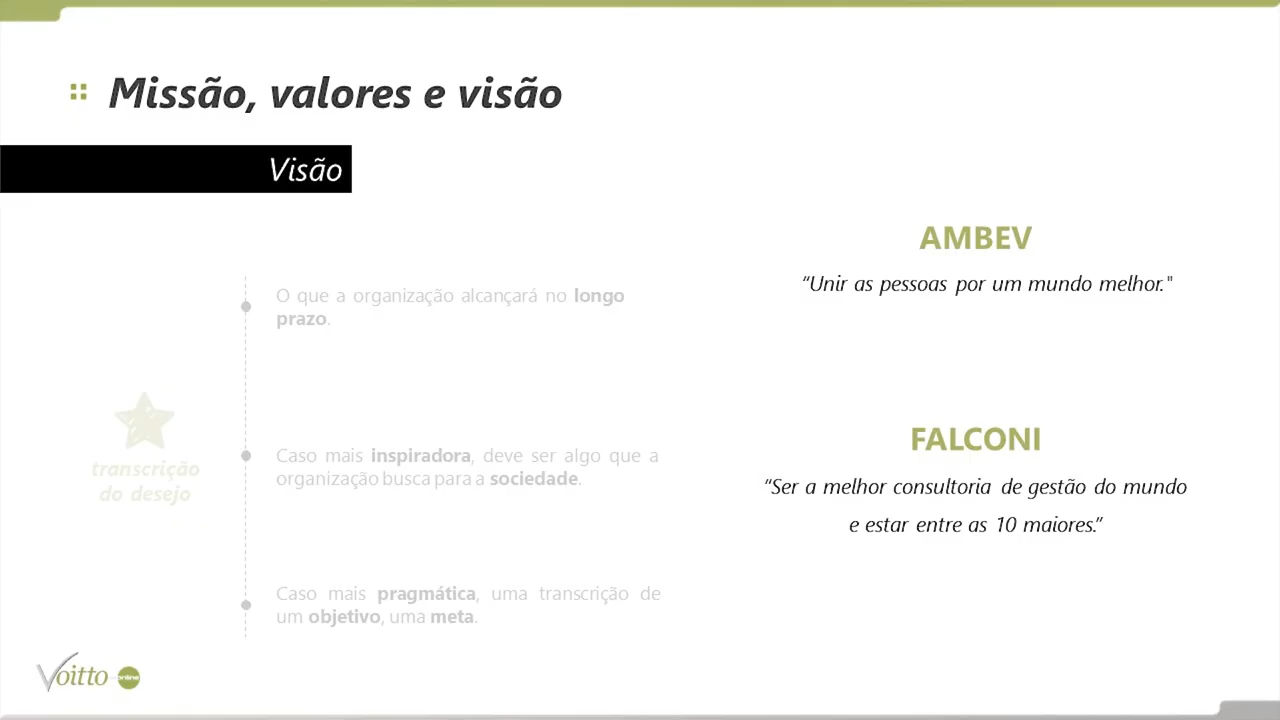 Missão, valores e visão
Visão
O que a organização alcançará no longo
prazo.
transcrição
do desejo
Caso mais inspiradora, deve ser algo que a
organização busca para a sociedade.
Caso mais pragmática, uma transcrição de
um objetivo, uma meta.
AMBEV
“Unir as pessoas por um mundo melhor."
FALCONI
“Ser a melhor consultoria de gestão do mundo
e estar entre as 10 maiores.”
Voitto online